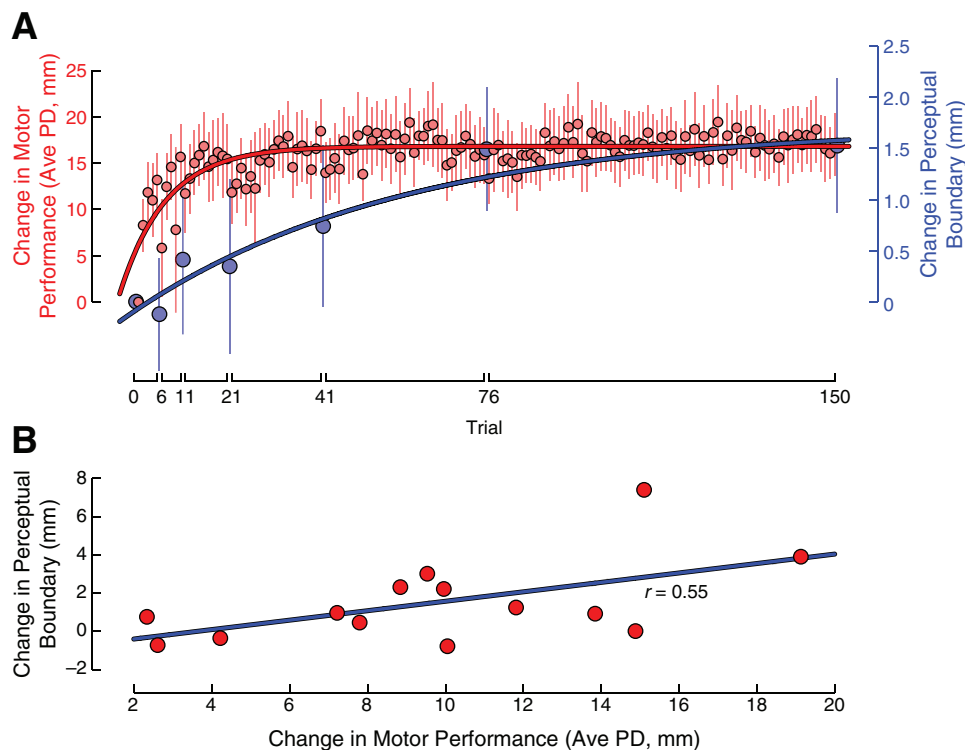 A
Change in Motor
Performance (Ave PD, mm)
25
20
15
10
5
0
2.5
2.0
1.5
1.0
0.5
0
Change in Perceptual
Boundary (mm)
0 6 11 21 41 76 150
Trial
B
Change in Perceptual
Boundary (mm)
8
6
4
2
0
−2
r = 0.55
2 4 6 8 10 12 14 16 18 20
Change in Motor Performance (Ave PD, mm)